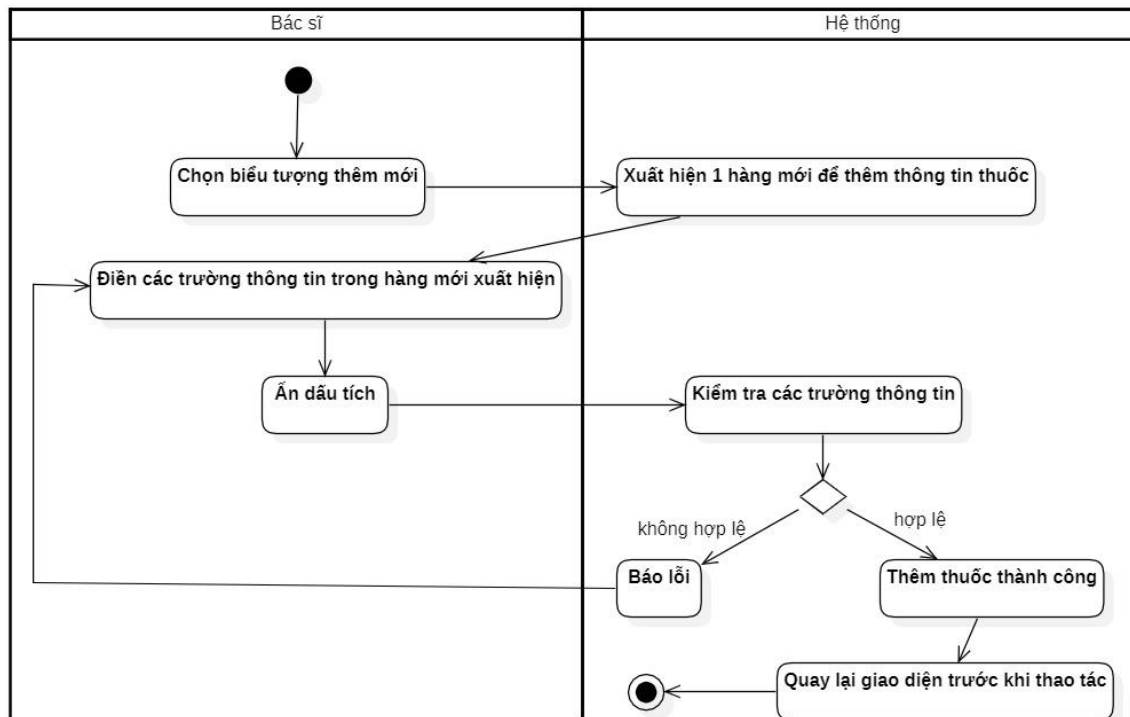 Bác sĩ
Hệ thống
Chọn biểu tượng thêm mới
Xuất hiện 1 hàng mới để thêm thông tin thuốc
Điền các trường thông tin trong hàng mới xuất hiện
Ấn dấu tích
Kiểm tra các trường thông tin
không hợp lệ
hợp lệ
Báo lỗi
Thêm thuốc thành công
Quay lại giao diện trước khi thao tác